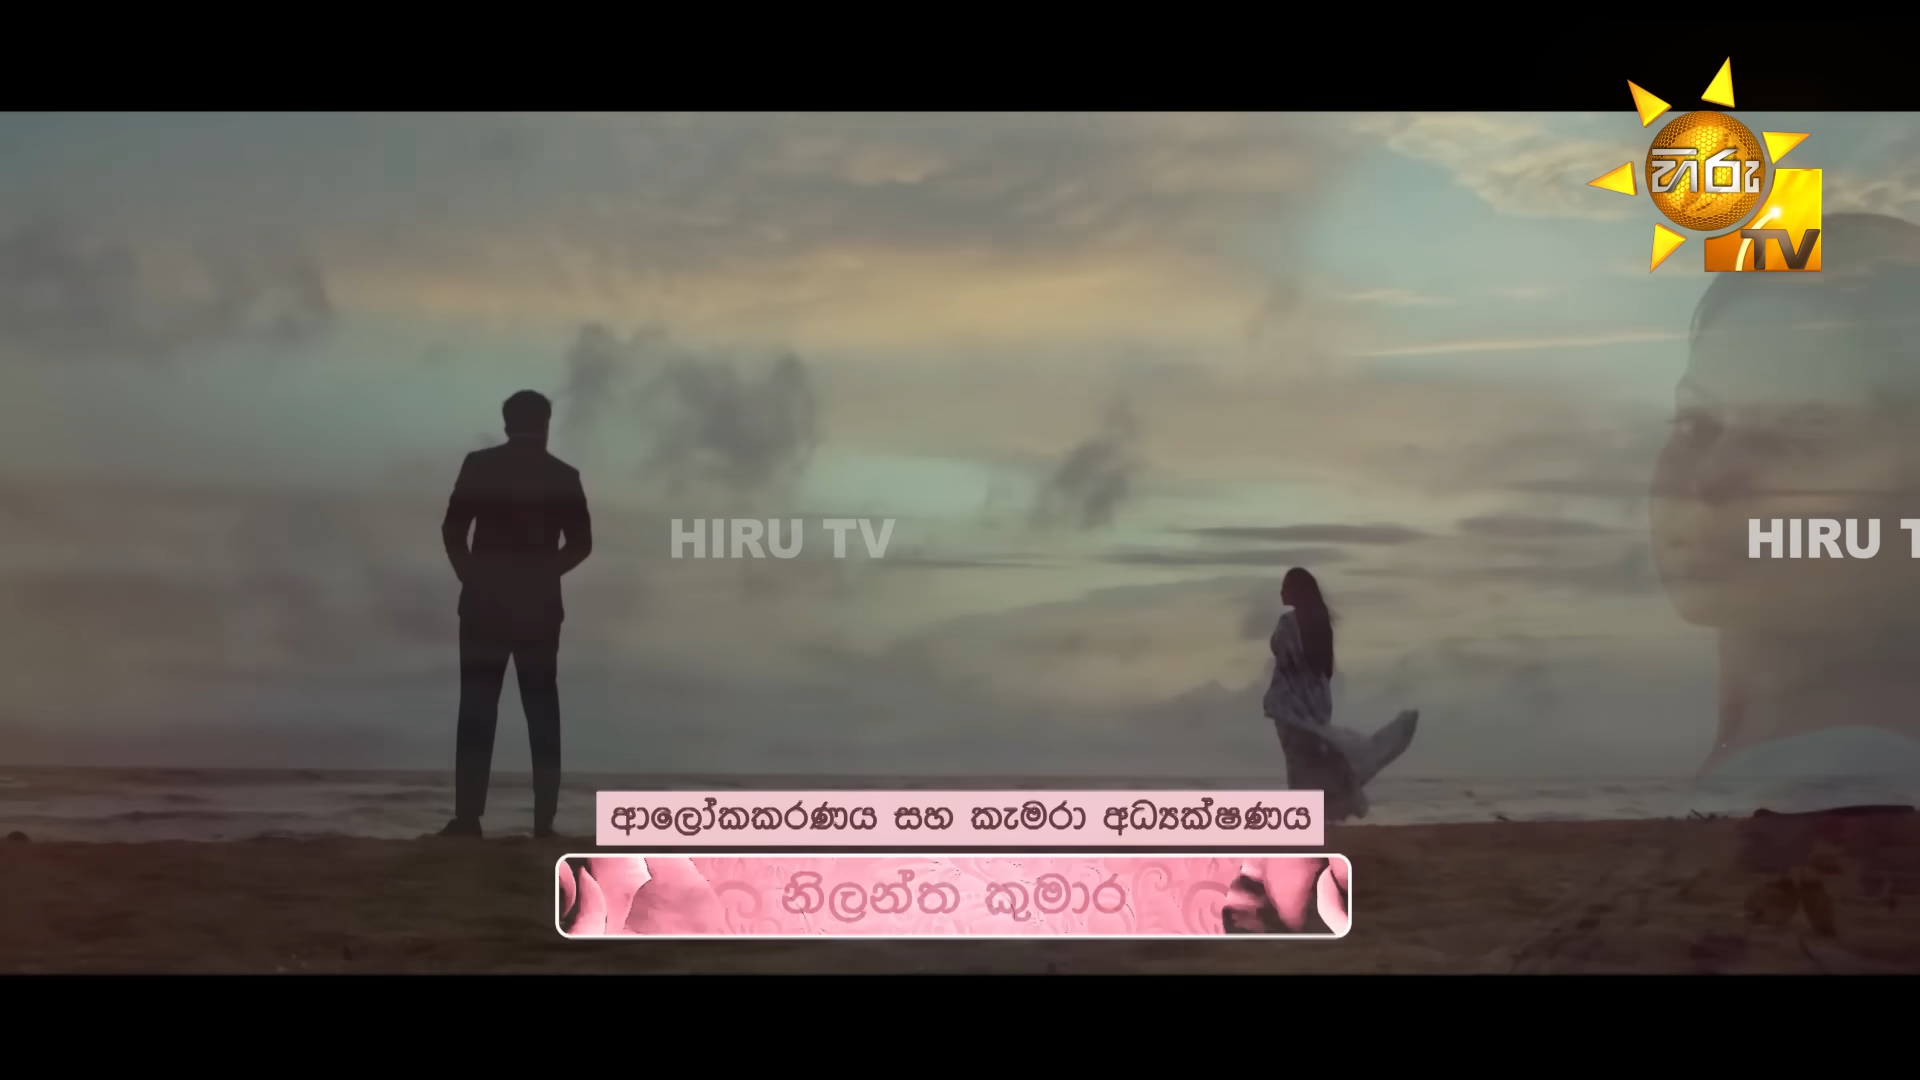 හිරු
TV
HIRU TV
HIRU T
ආලෝකකරණය සහ කැමරා අධ්‍යක්ෂණය
නිලන්ත කුමාර